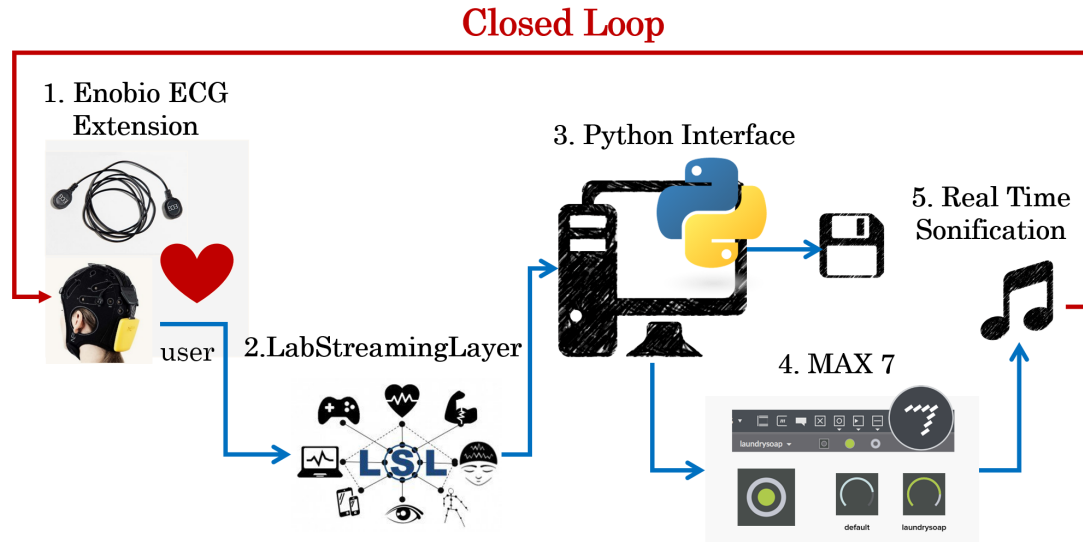 Closed Loop
1. Enobio ECG
Extension
user
2.LabStreamingLayer
LSL
3. Python Interface
4. MAX 7
laundrysoap
default
laundrysoap
5. Real Time
Sonification